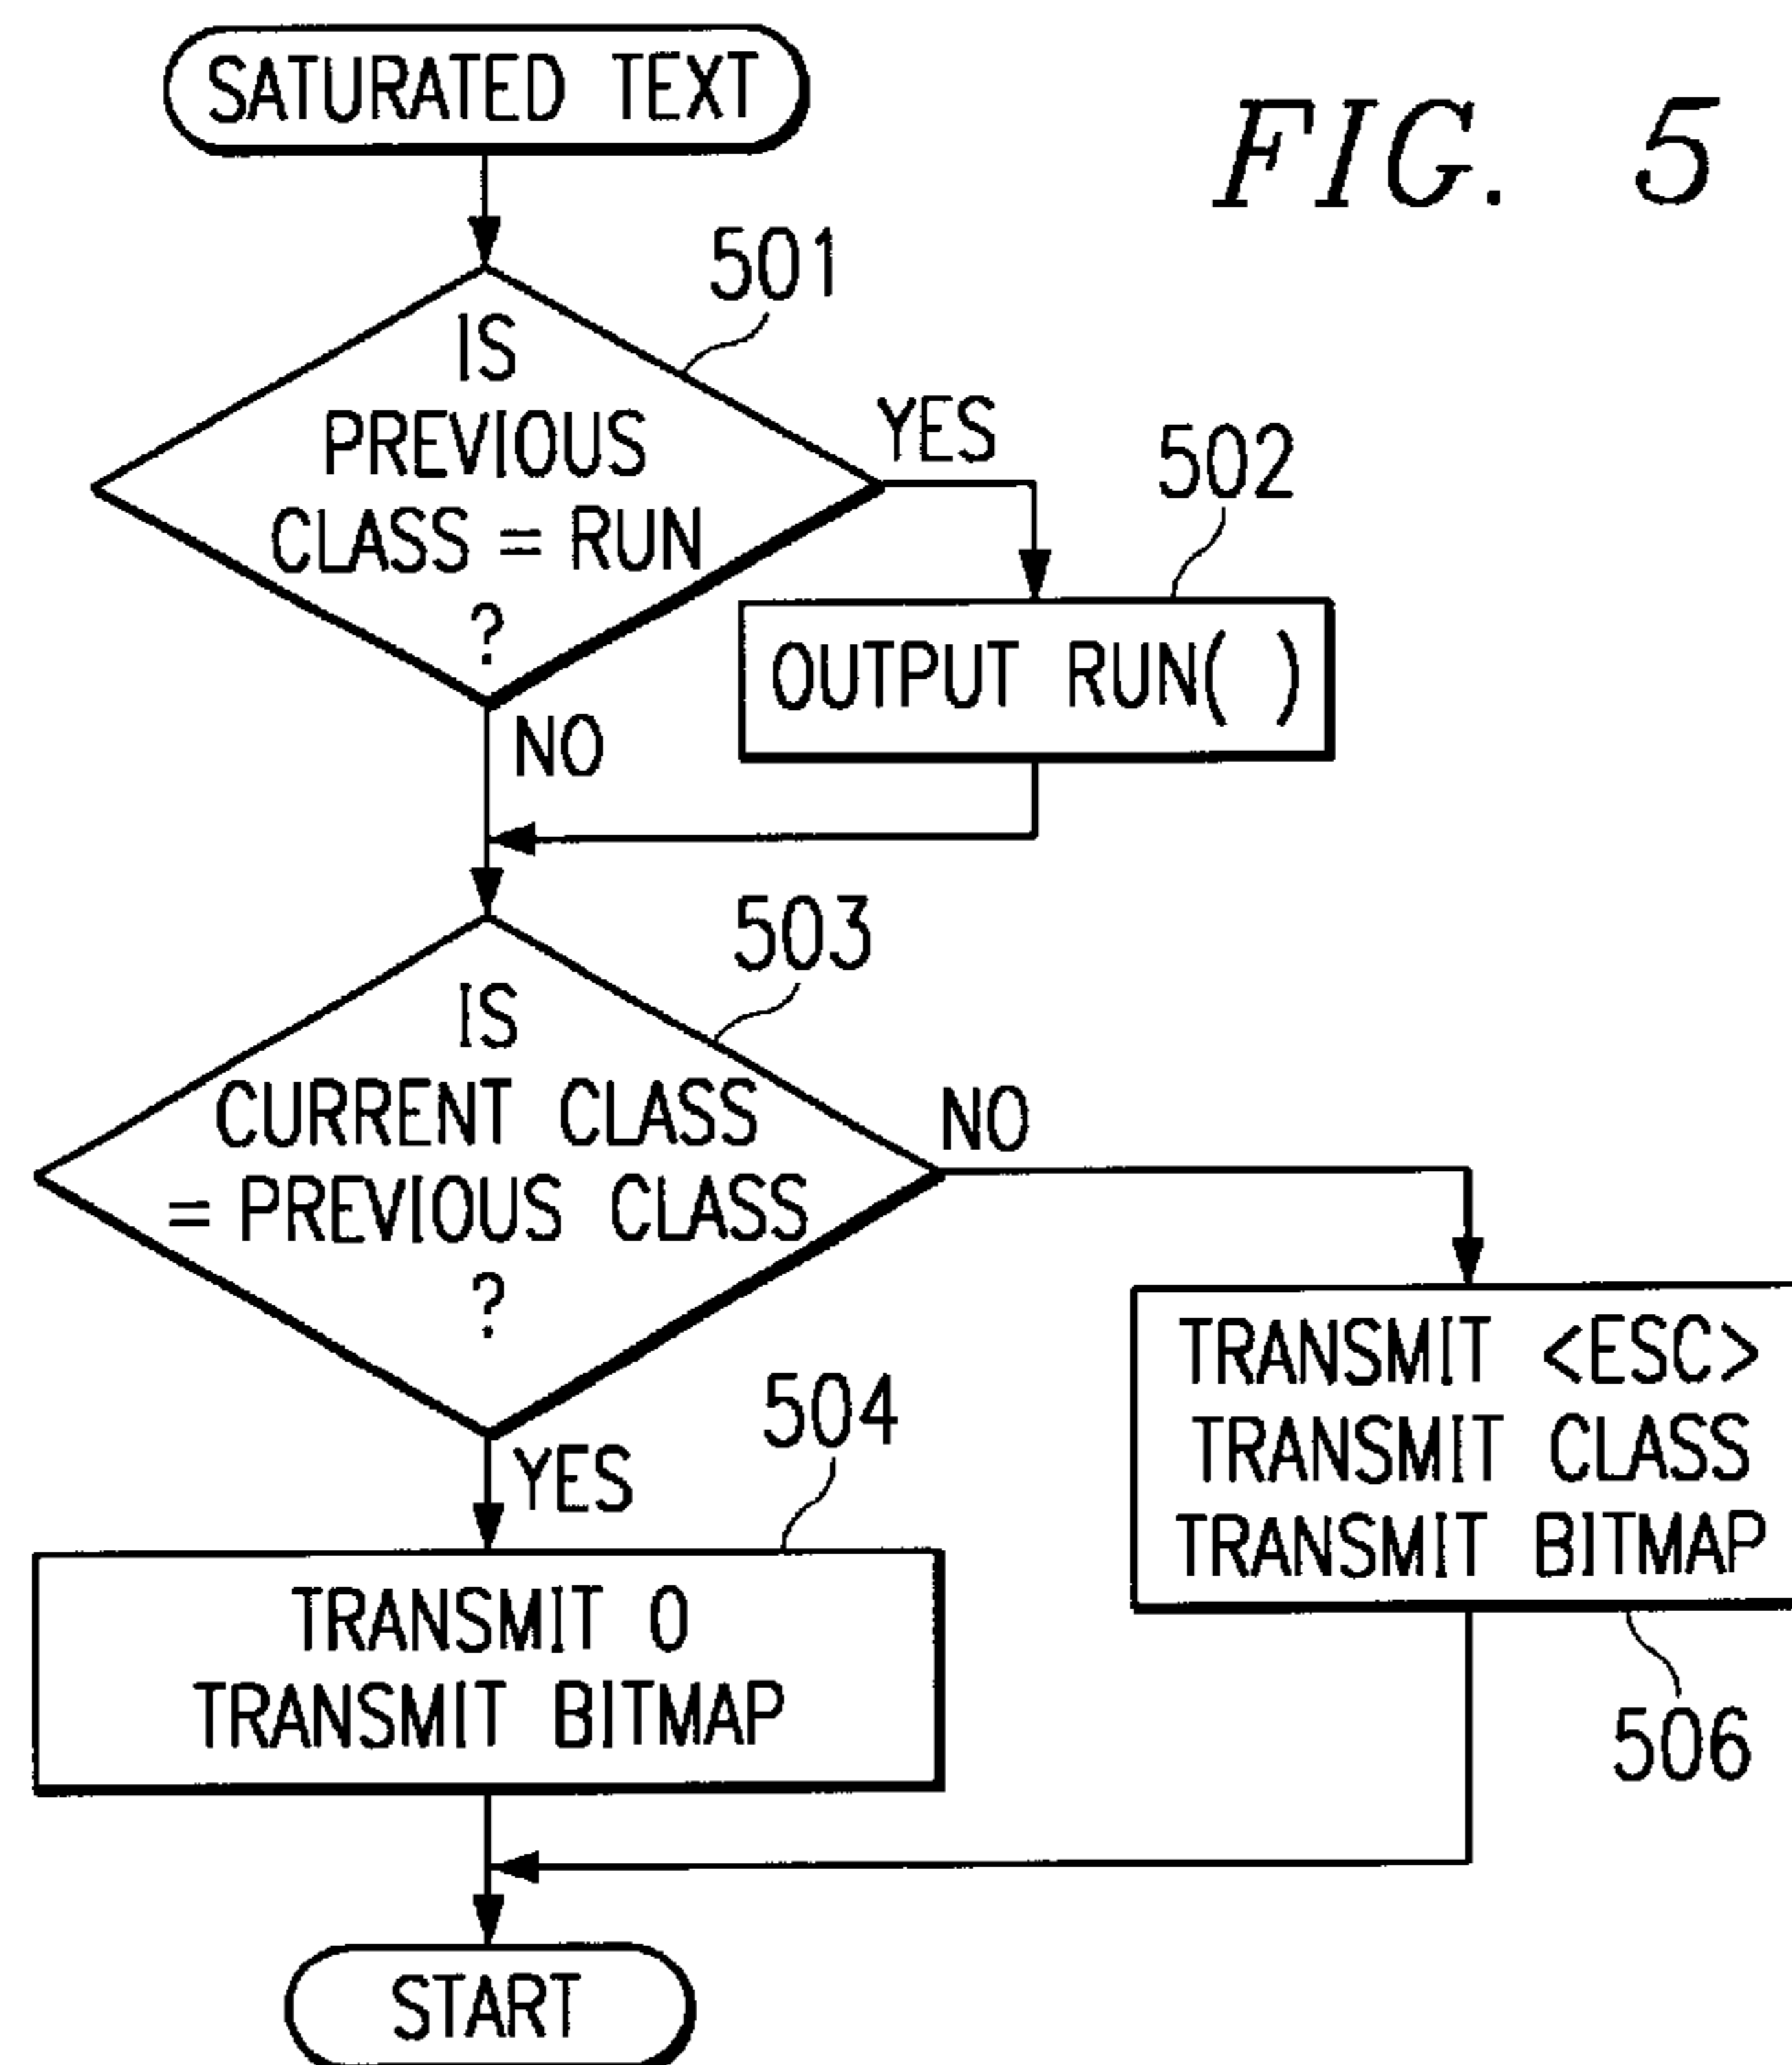 SATURATED TEXT
FIG. 5
501
IS
PREVIOUS
CLASS = RUN
?
YES
502
OUTPUT RUN( )
NO
503
IS
CURRENT CLASS
= PREVIOUS CLASS
?
NO
TRANSMIT <ESC>
TRANSMIT CLASS
TRANSMIT BITMAP
504
YES
TRANSMIT 0
TRANSMIT BITMAP
506
START